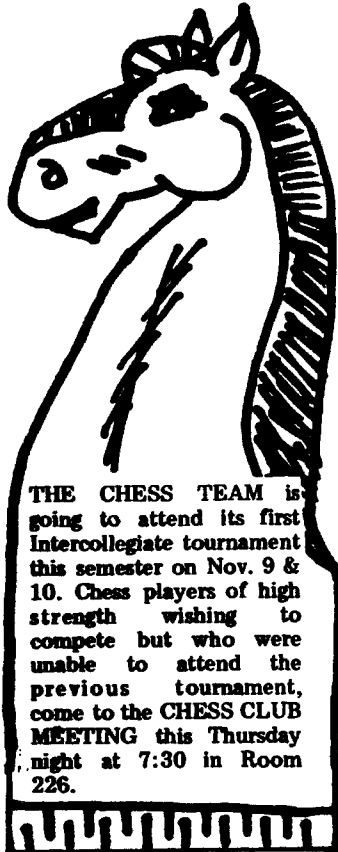 THE CHESS TEAM is
going to attend its first
Intercollegiate tournament
this semester on Nov. 9 &
10. Chess players of high
strength wishing to
compete but who were
unable to attend the
previous tournament,
come to the CHESS CLUB
MEETING this Thursday
night at 7:30 in Room
226.